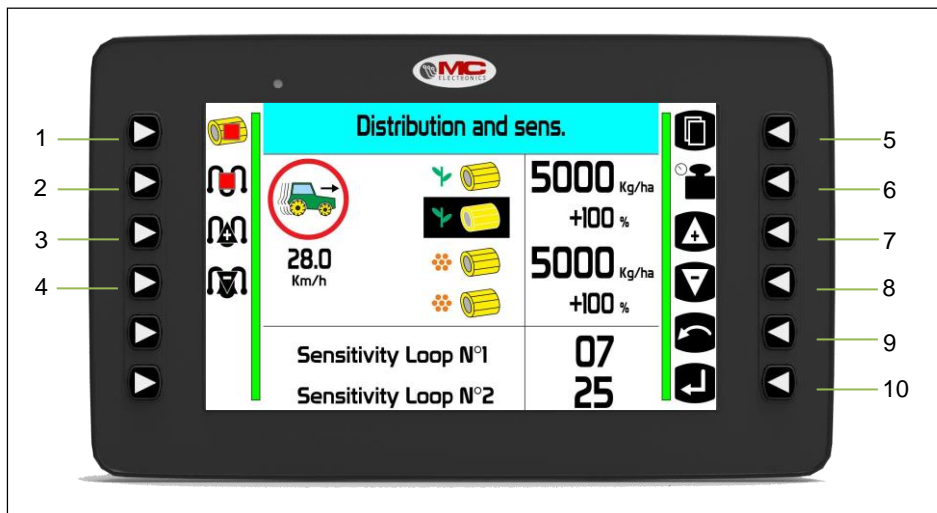 MC
ELECTRONICS
Distribution and sens.
1
2
3
4
5
6
7
8
9
10
5000 Kg/ha
+100 %
28.0
Km/h
5000 Kg/ha
+100 %
Sensitivity Loop N°1 07
Sensitivity Loop N°2 25